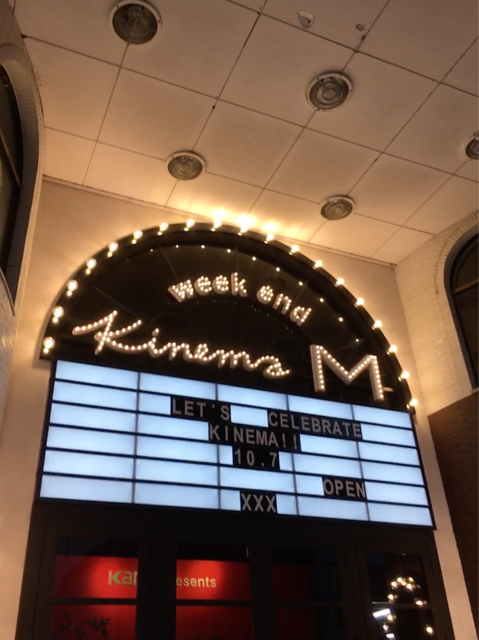 week end
Kinema M
LET'S CELEBRATE
KINEMA!!
10.7
OPEN
XXX